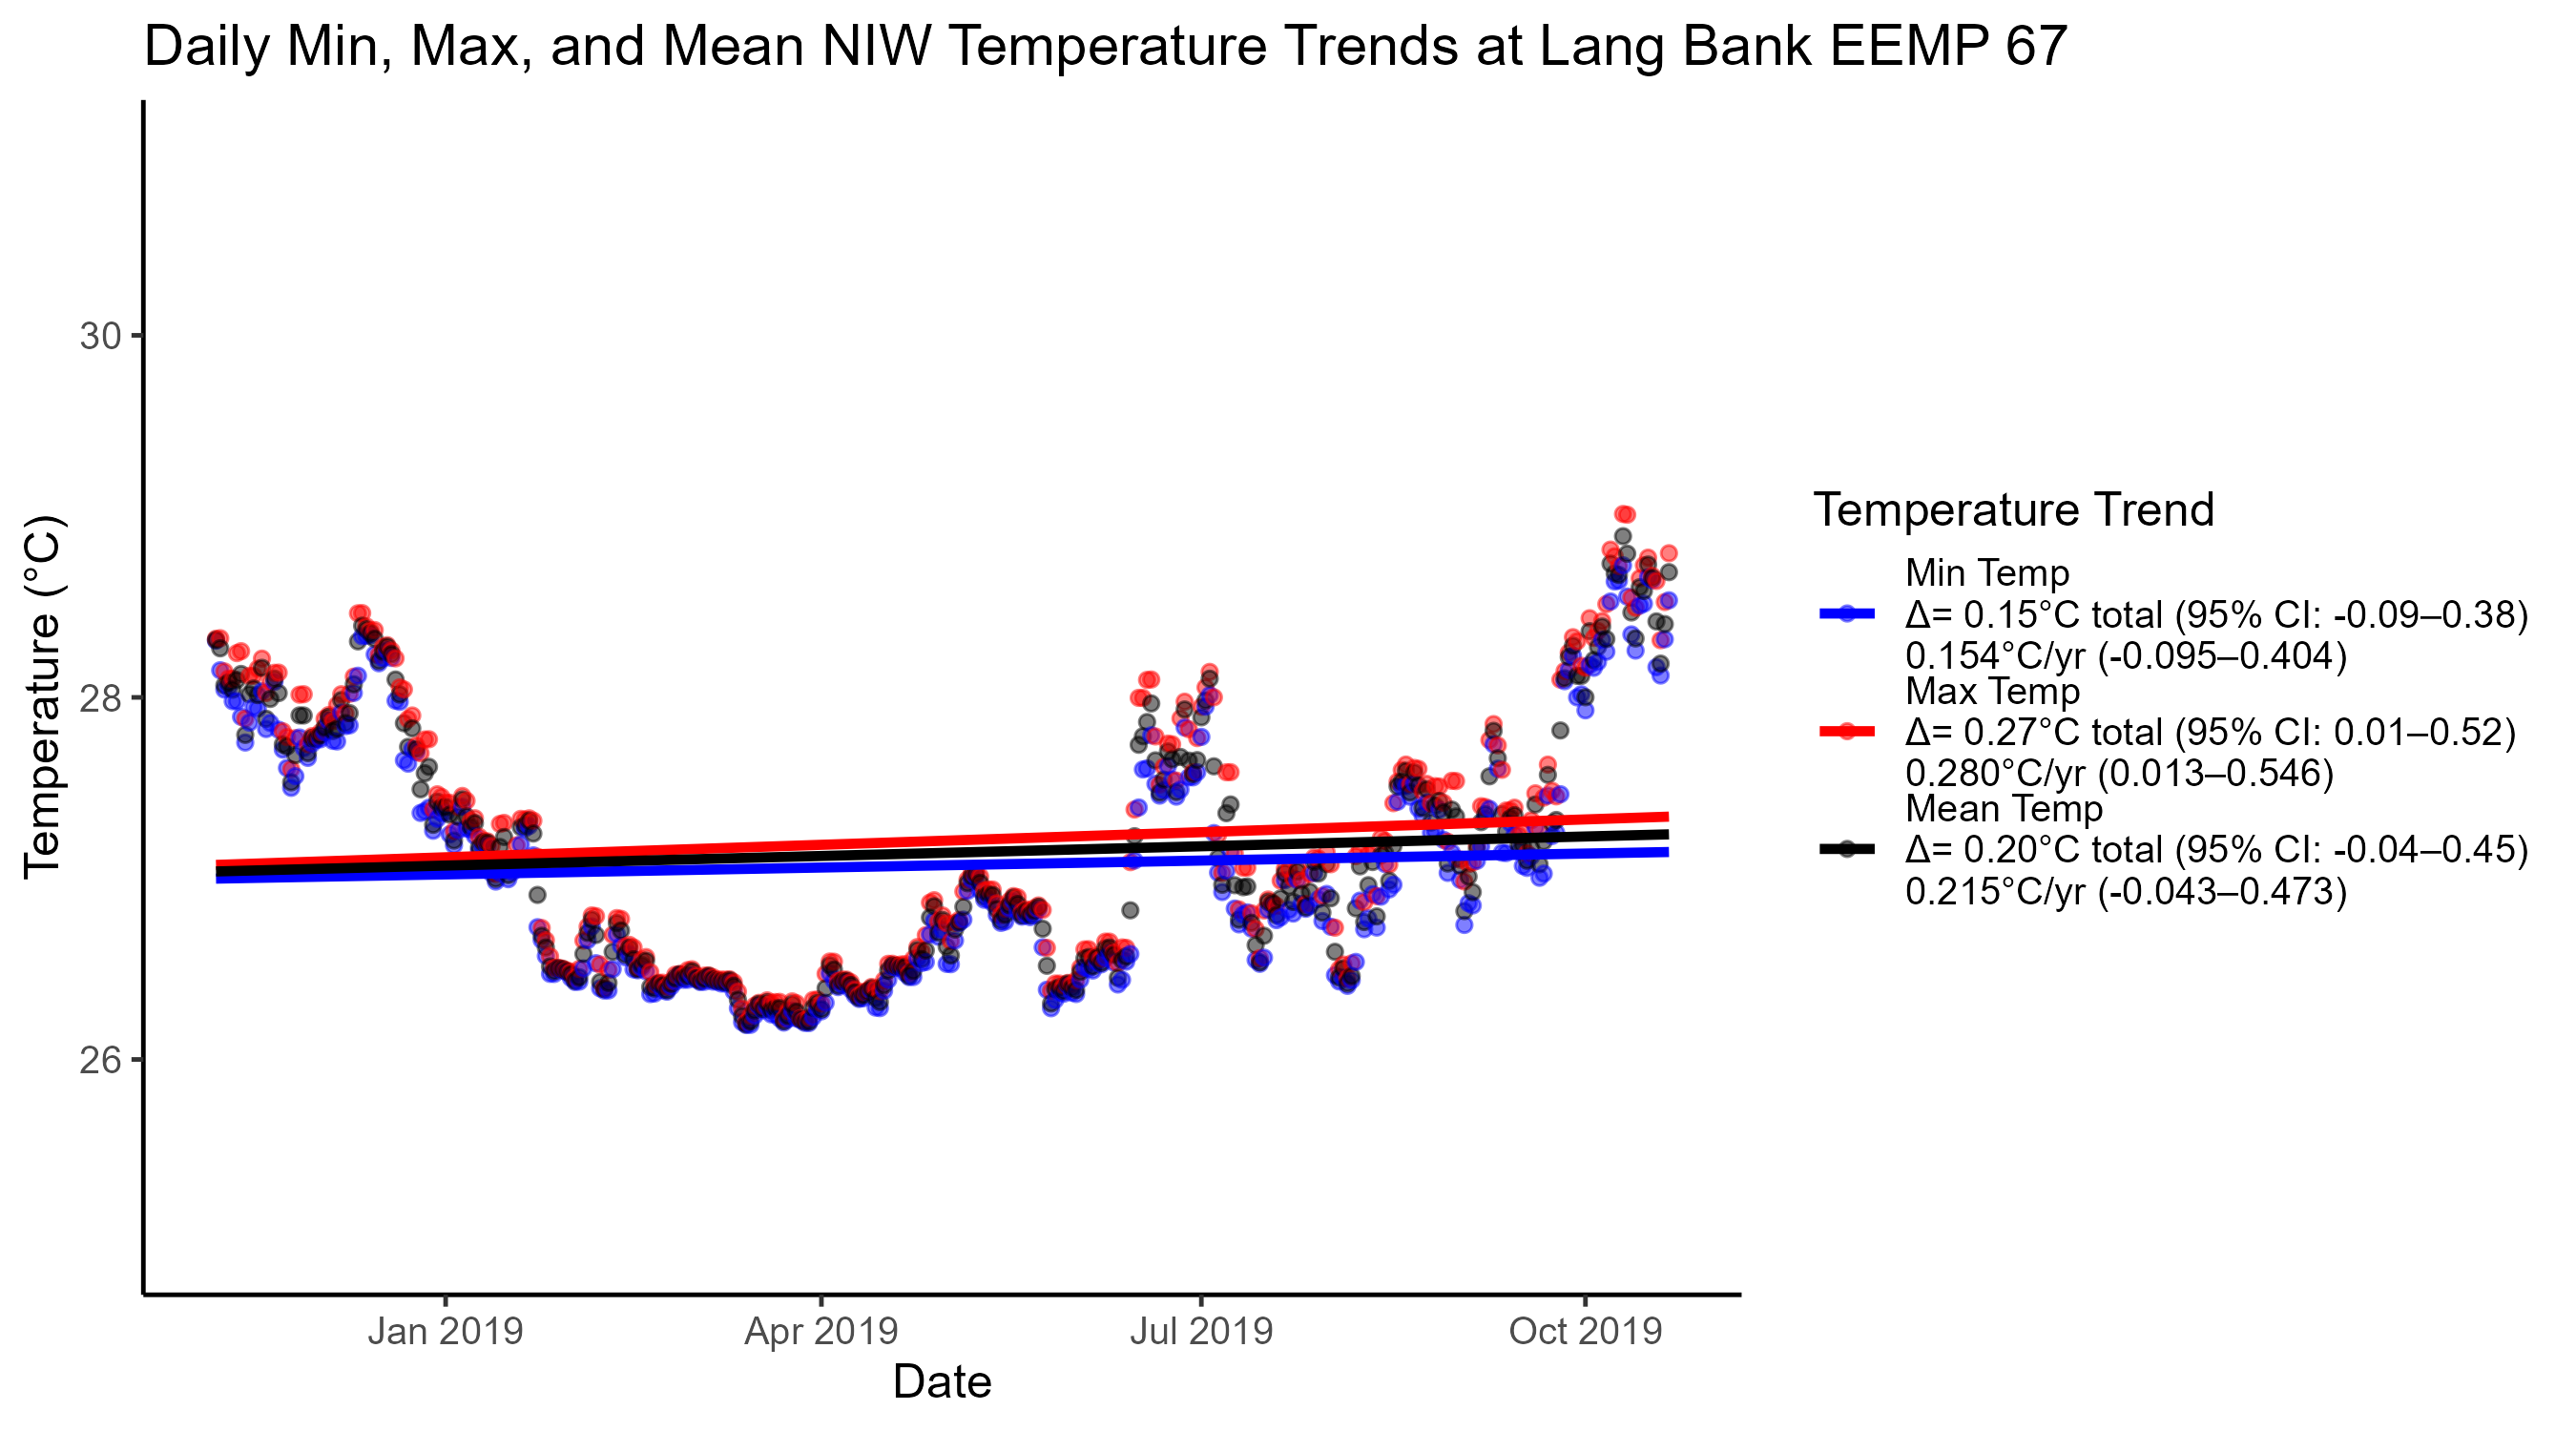 Daily Min, Max, and Mean NIW Temperature Trends at Lang Bank EEMP 67
Temperature (°C)
30
28
26
Jan 2019
Apr 2019
Jul 2019
Oct 2019
Date
Temperature Trend
Min Temp
Δ= 0.15°C total (95% CI: -0.09–0.38)
0.154°C/yr (-0.095–0.404)
Max Temp
Δ= 0.27°C total (95% CI: 0.01–0.52)
0.280°C/yr (0.013–0.546)
Mean Temp
Δ= 0.20°C total (95% CI: -0.04–0.45)
0.215°C/yr (-0.043–0.473)